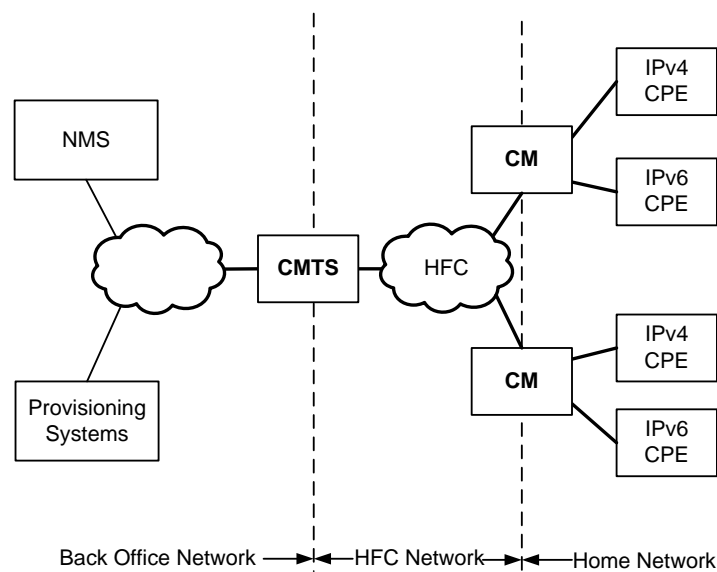 IPv4
CPE
NMS
CM
IPv6
CPE
CMTS
HFC
IPv4
CPE
CM
Provisioning
Systems
IPv6
CPE
Back Office Network
HFC Network
Home Network